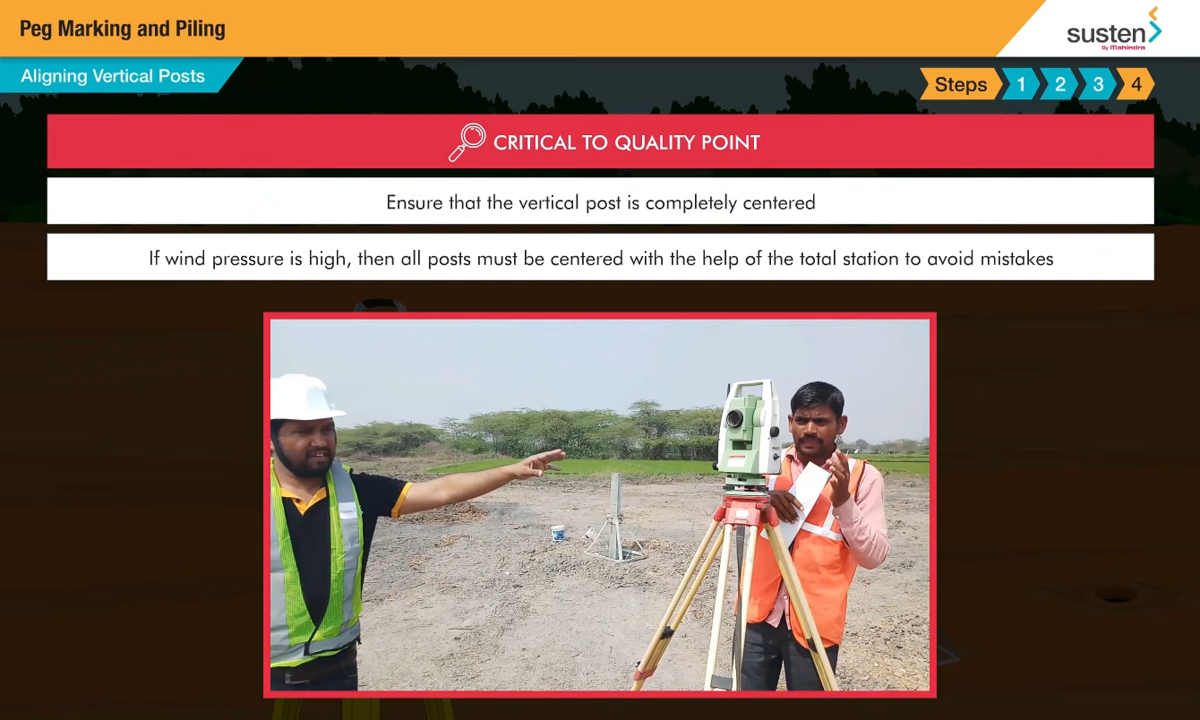 Peg Marking and Piling
susten
By Mahindra
Aligning Vertical Posts
Steps 1 2 3 4
CRITICAL TO QUALITY POINT
Ensure that the vertical post is completely centered
If wind pressure is high, then all posts must be centered with the help of the total station to avoid mistakes